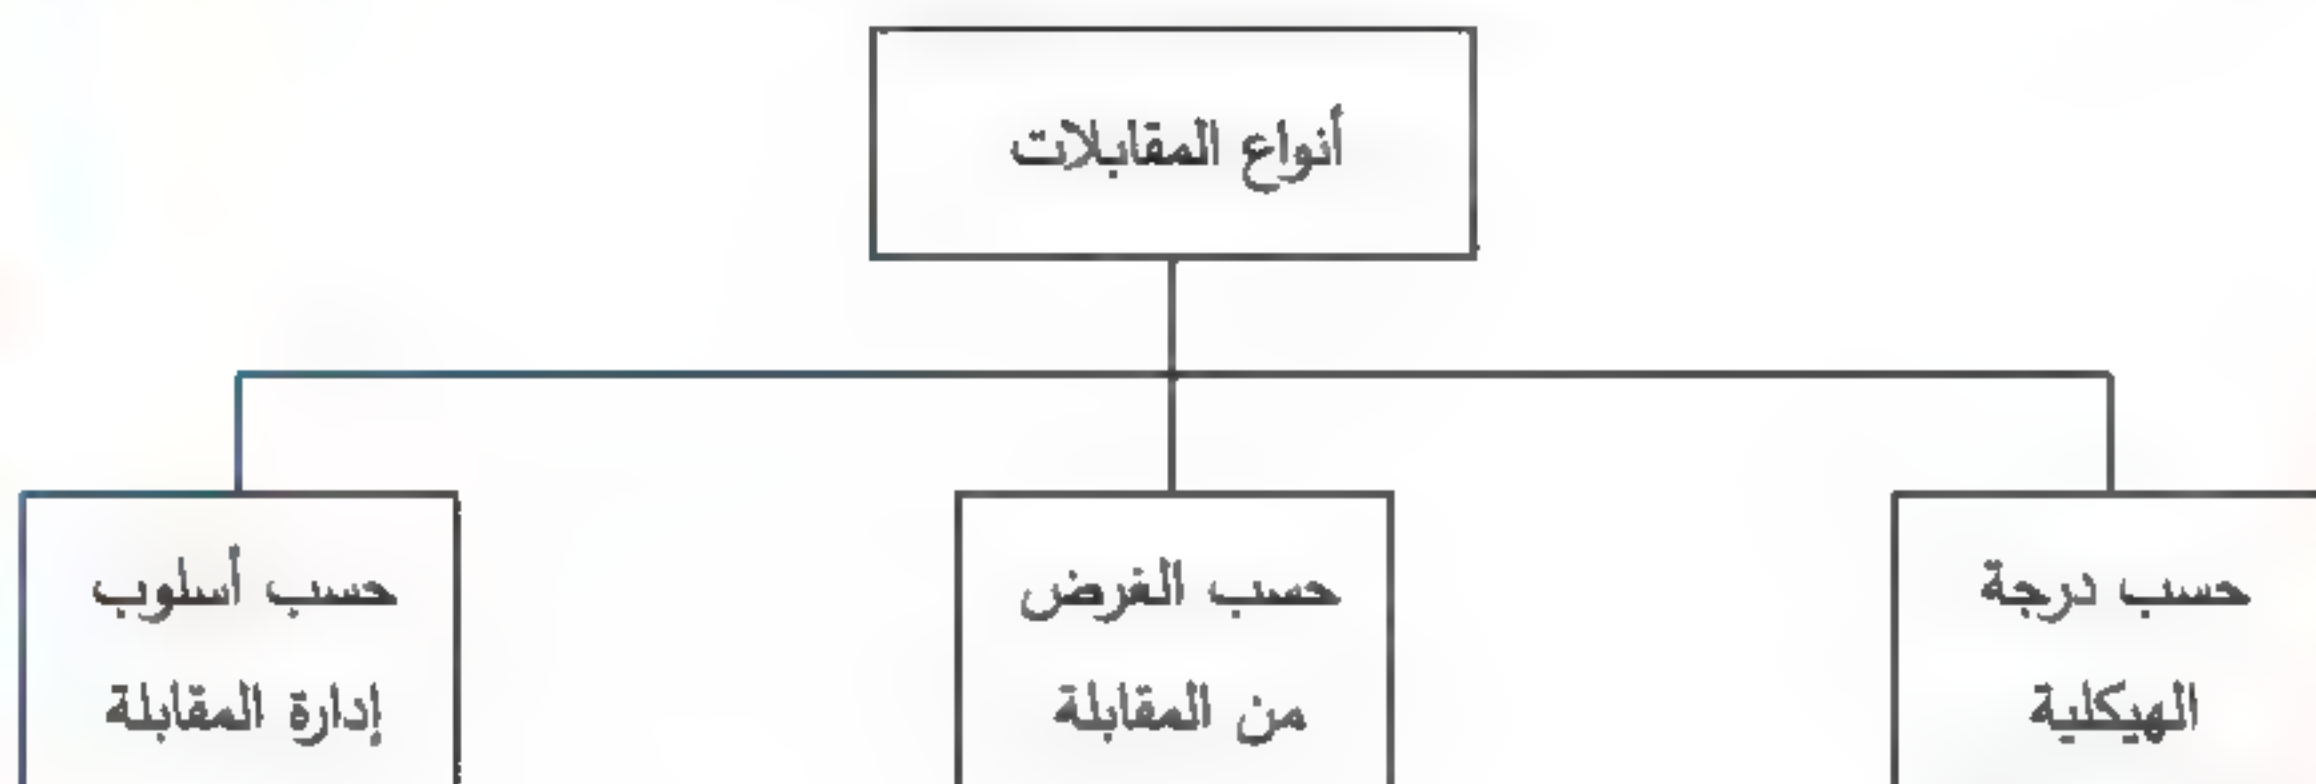 أنواع المقابلات
حسب درجة
الهيكلية
حسب الغرض
من المقابلة
حسب أسلوب
إدارة المقابلة